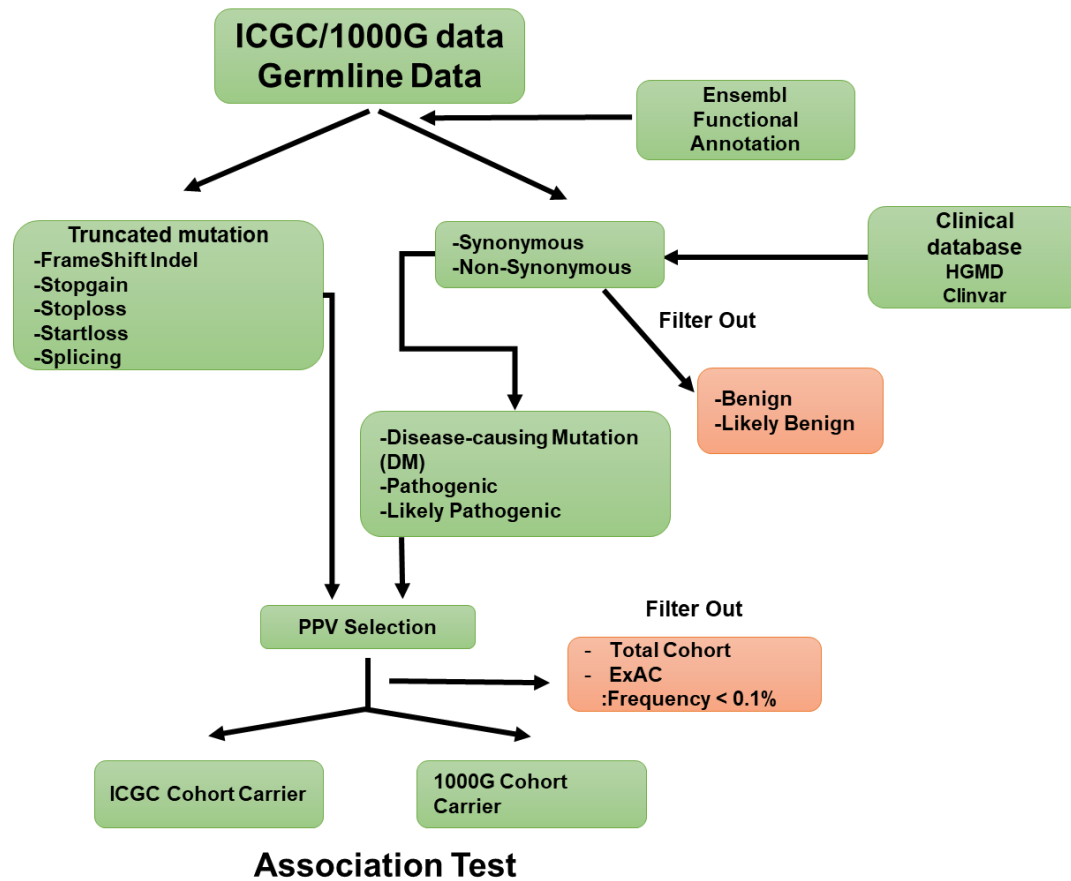 ICGC/1000G data
Germline Data
Ensembl
Functional
Annotation
Truncated mutation
-FrameShift Indel
-Stopgain
-Stoploss
-Startloss
-Splicing
-Synonymous
-Non-Synonymous
Clinical
database
HGMD
Clinvar
Filter Out
-Benign
-Likely Benign
-Disease-causing Mutation
(DM)
-Pathogenic
-Likely Pathogenic
PPV Selection
Filter Out
- Total Cohort
- ExAC
:Frequency < 0.1%
ICGC Cohort Carrier
1000G Cohort
Carrier
Association Test